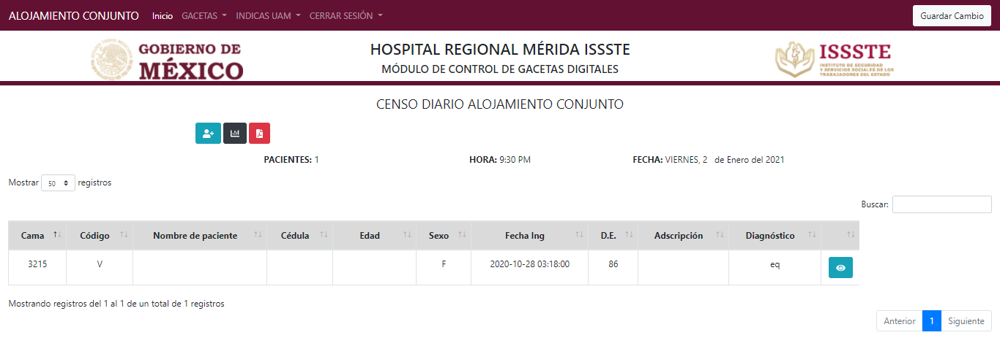 ALOJAMIENTO CONJUNTO Inicio GACETAS INDICAS UAM CERRAR SESIÓN Guardar Cambio
GOBIERNO DE
MÉXICO
HOSPITAL REGIONAL MÉRIDA ISSSTE
MÓDULO DE CONTROL DE GACETAS DIGITALES
ISSSTE
INSTITUTO DE SEGURIDAD
Y SERVICIOS SOCIALES DE LOS
TRABAJADORES DEL ESTADO
CENSO DIARIO ALOJAMIENTO CONJUNTO
PACIENTES: 1 HORA: 9:30 PM FECHA: VIERNES, 2 de Enero del 2021
Mostrar 50 registros
Buscar:
Cama Código Nombre de paciente Cédula Edad Sexo Fecha Ing D.E. Adscripción Diagnóstico
3215 V F 2020-10-28 03:18:00 86 eq
Mostrando registros del 1 al 1 de un total de 1 registros
Anterior 1 Siguiente